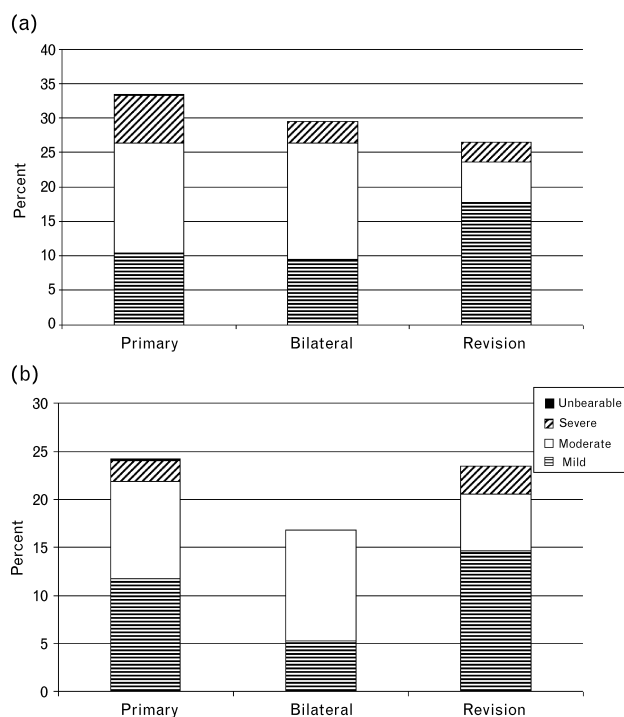 (a)
40
35
30
25
20
15
10
5
0
Percent
Primary Bilateral Revision
(b)
30
25
20
15
10
5
0
Percent
Unbearable
Severe
Moderate
Mild
Primary Bilateral Revision